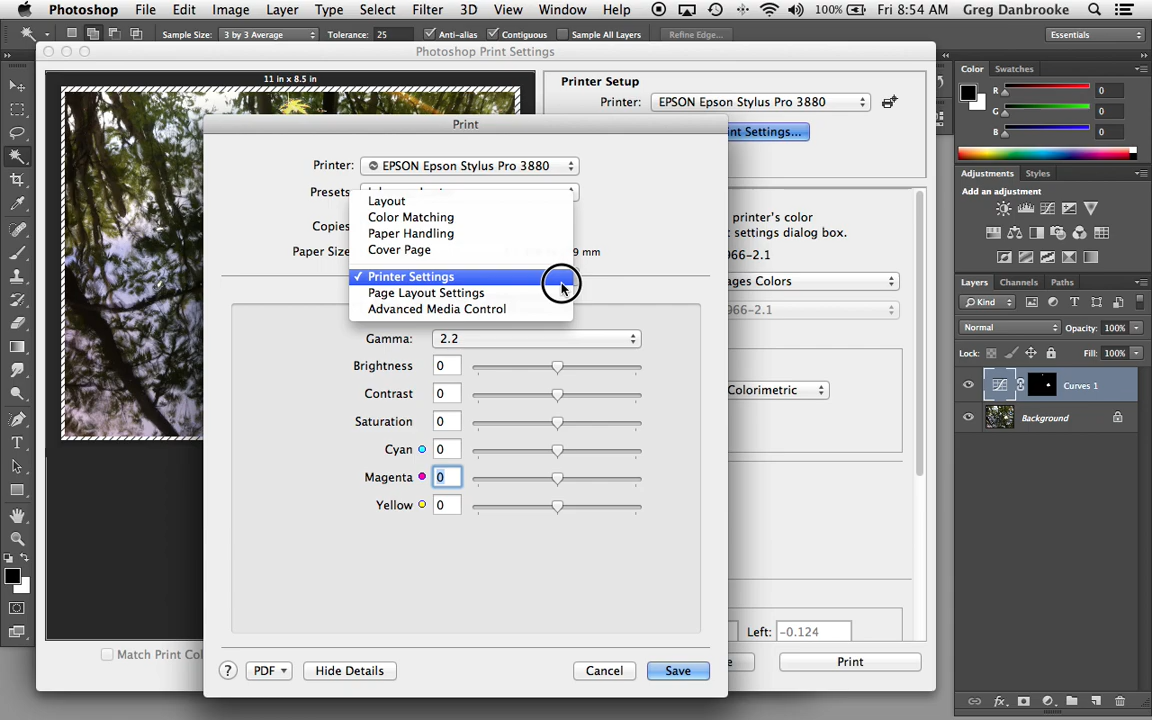 Photoshop File Edit Image Layer Type Select Filter 3D View Window Help 100% Fri 8:54 AM Greg Danbrooke
Sample Size: 3 by 3 Average Tolerance: 25 Anti-alias Contiguous Sample All Layers Refine Edge... Essentials
Photoshop Print Settings
11 in x 8.5 in
Printer Setup
Printer: EPSON Epson Stylus Pro 3880
nt Settings...
Print
Printer: EPSON Epson Stylus Pro 3880
Presets
Copies
Paper Size
9 mm
Layout
Color Matching
Paper Handling
Cover Page
✓ Printer Settings
Page Layout Settings
Advanced Media Control
Gamma: 2.2
Brightness 0
Contrast 0
Saturation 0
Cyan 0
Magenta 0
Yellow 0
? PDF Hide Details Cancel Save
printer's color
settings dialog box.
966-2.1
ges Colors
966-2.1
Colorimetric
Left: -0.124
Match Print Col
e Print
Color Swatches
R 0
G 0
B 0
Adjustments Styles
Add an adjustment
Layers Channels Paths
Kind
Normal Opacity: 100%
Lock: Fill: 100%
Curves 1
Background